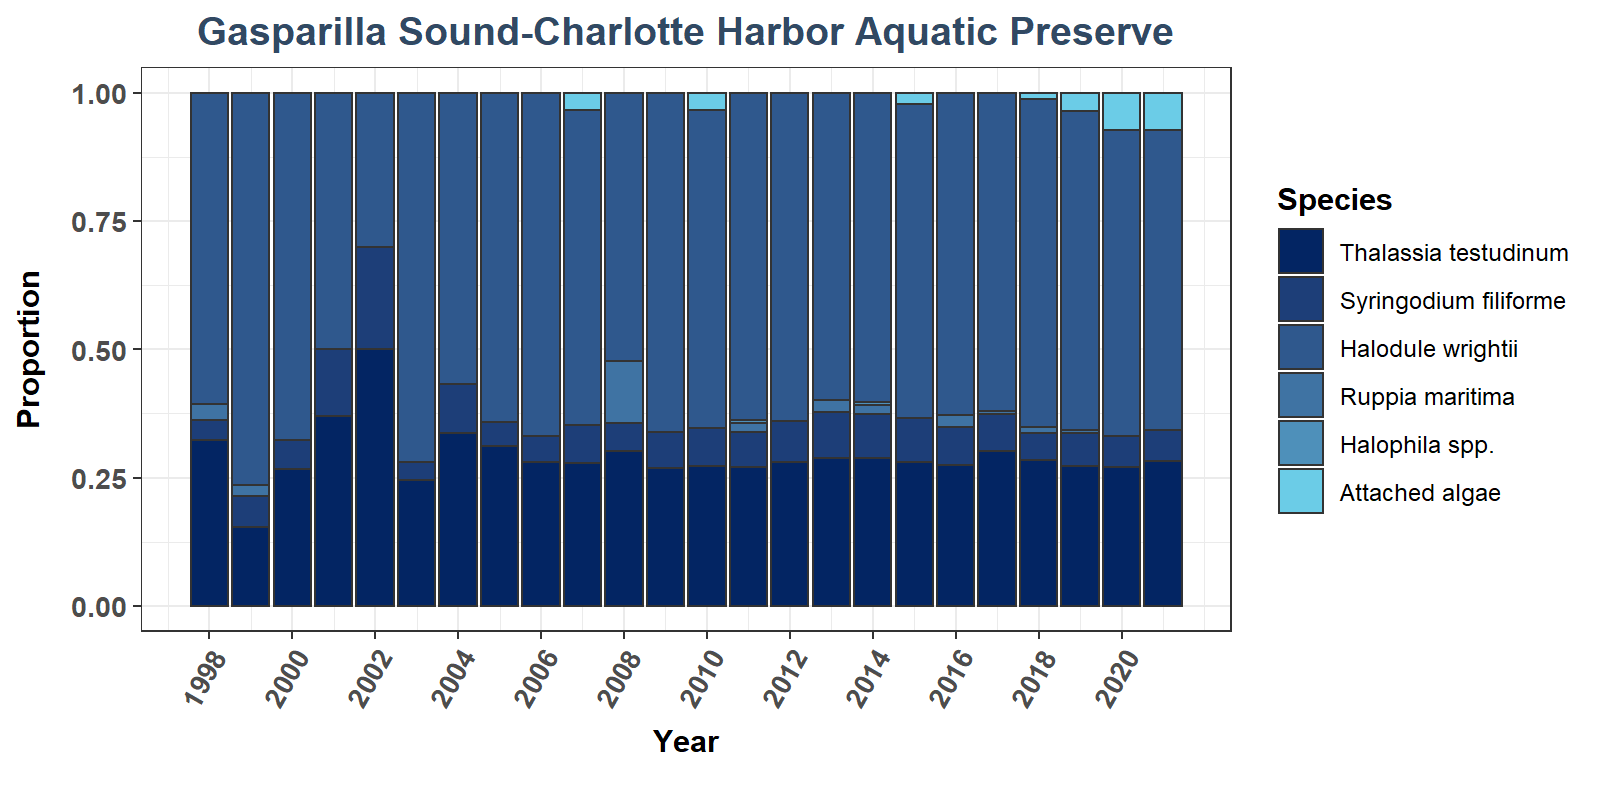 Gasparilla Sound-Charlotte Harbor Aquatic Preserve
Proportion
1.00
0.75
0.50
0.25
0.00
1998
2000
2002
2004
2006
2008
2010
2012
2014
2016
2018
2020
Year
Species
Thalassia testudinum
Syringodium filiforme
Halodule wrightii
Ruppia maritima
Halophila spp.
Attached algae